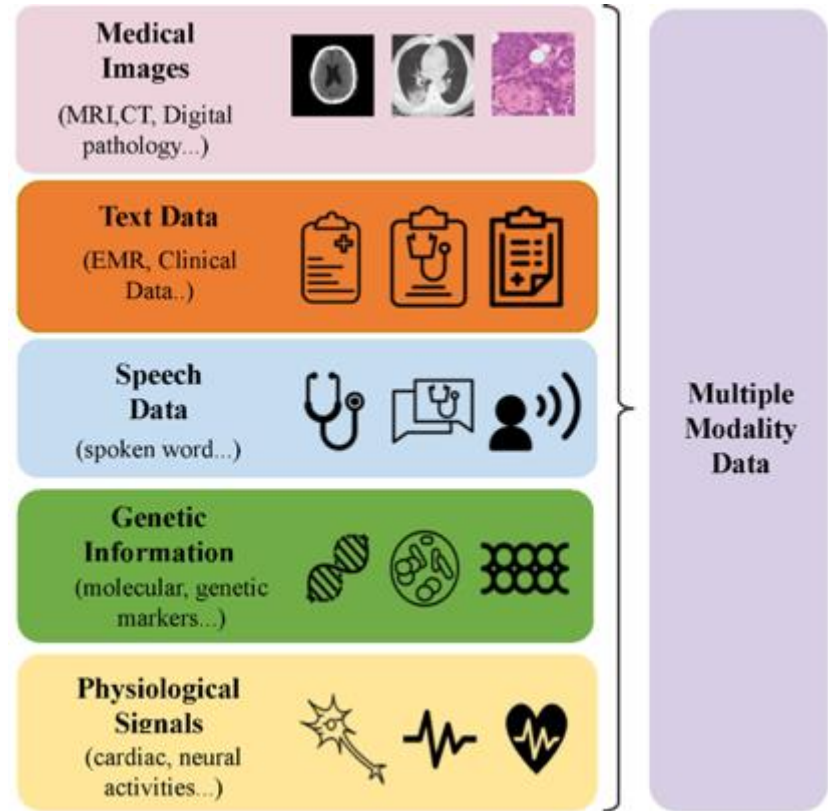 Medical
Images
(MRI,CT, Digital
pathology...)
Text Data
(EMR, Clinical
Data..)
Speech
Data
(spoken word...)
Genetic
Information
(molecular, genetic
markers...)
Physiological
Signals
(cardiac, neural
activities...)
Multiple
Modality
Data